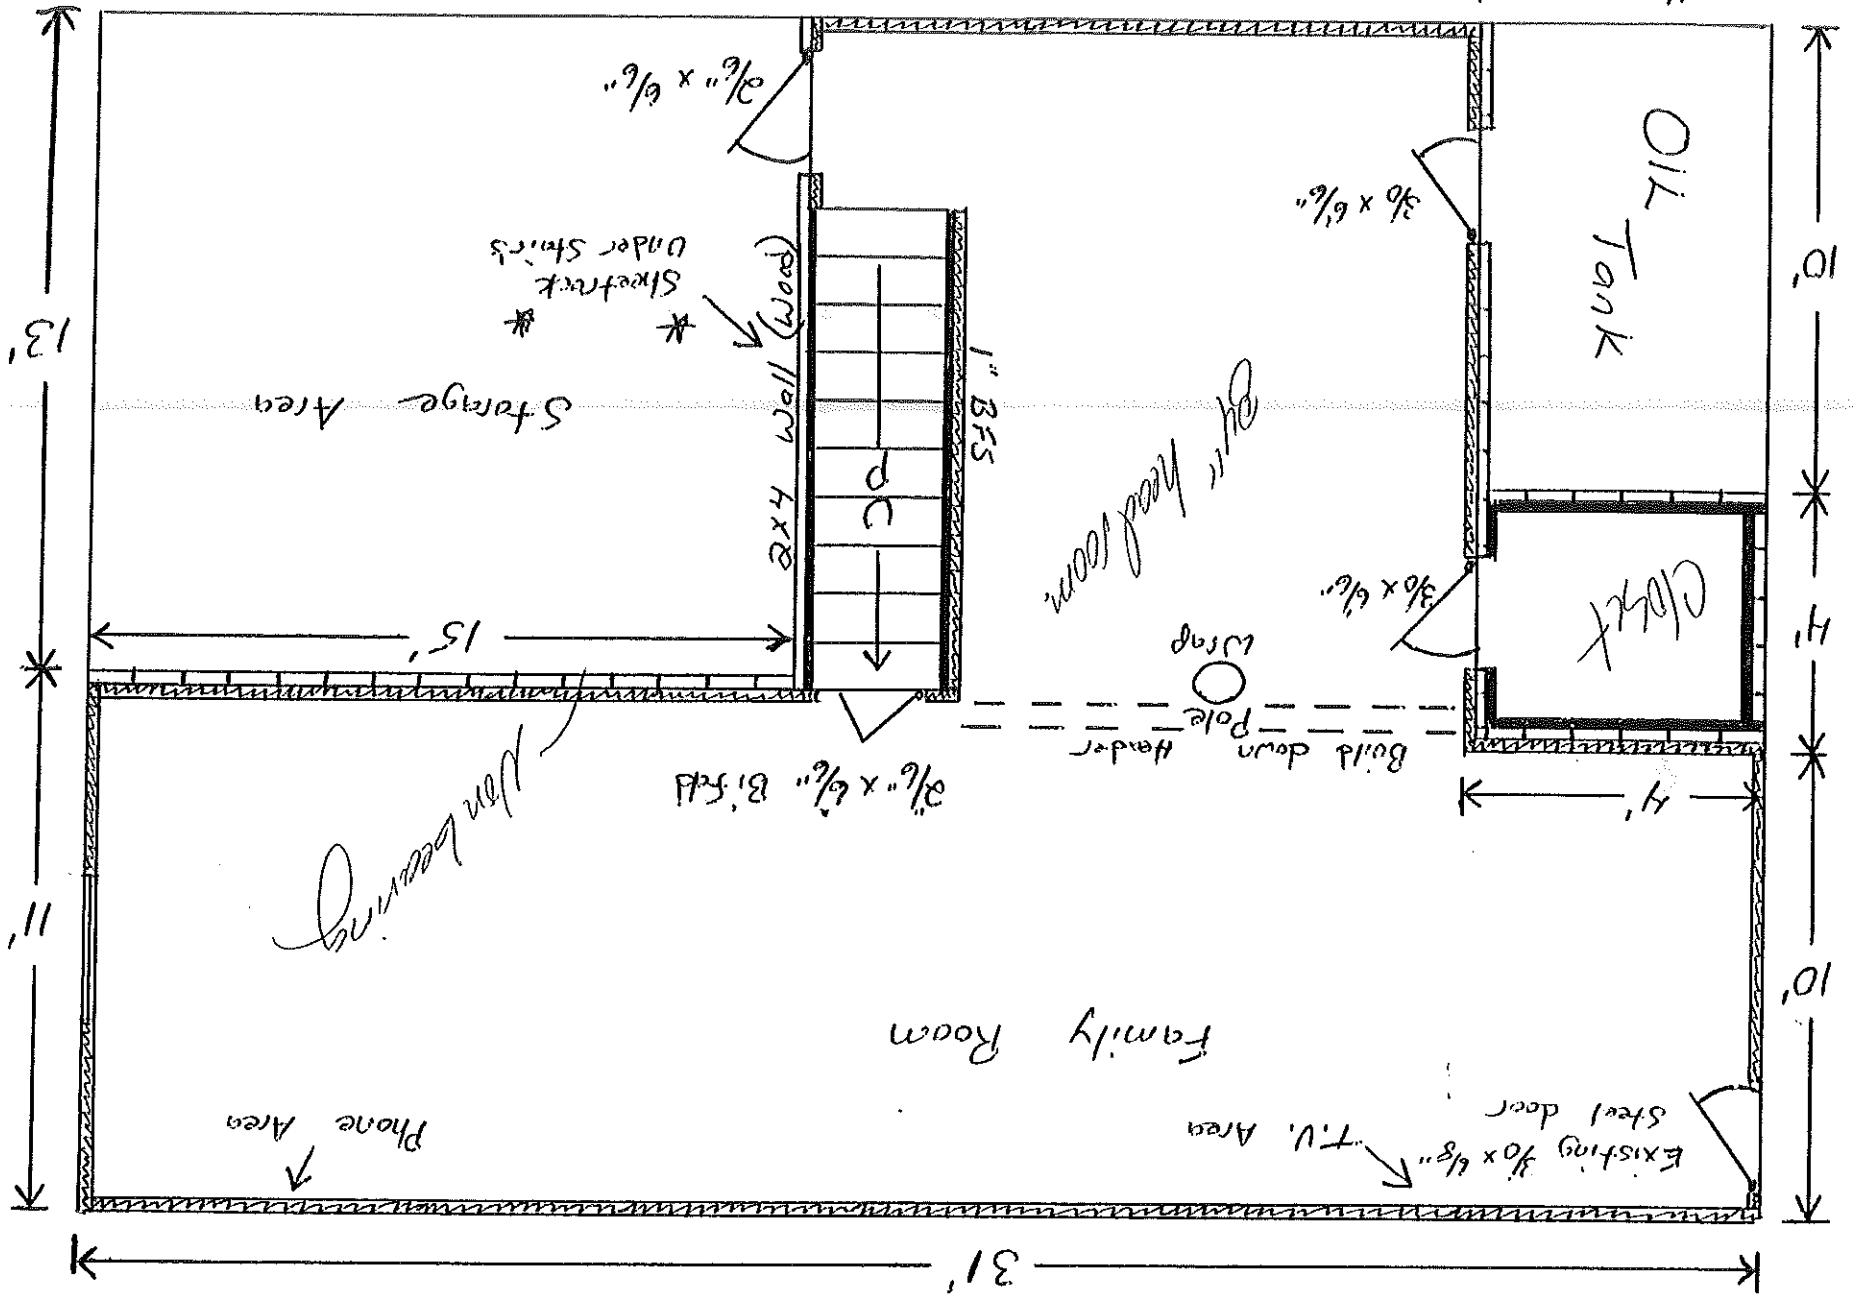 31'
Existing 3/0 x 6/8"
Steel door
T.V. Area
Phone Area
10'
Family Room
11'
Non bearing
4'
2/6" x 6/6" Bifold
Build down Header
Pole
Wrap
4'
Closet
3/0 x 6/6"
headroom
15'
UP
1" BFS
2x4 Wall (Wood)
Storage Area
* *
Sheetrock
Under Stairs
13'
10'
OIL
Tank
3/0 x 6/6"
2/6" x 6/6"